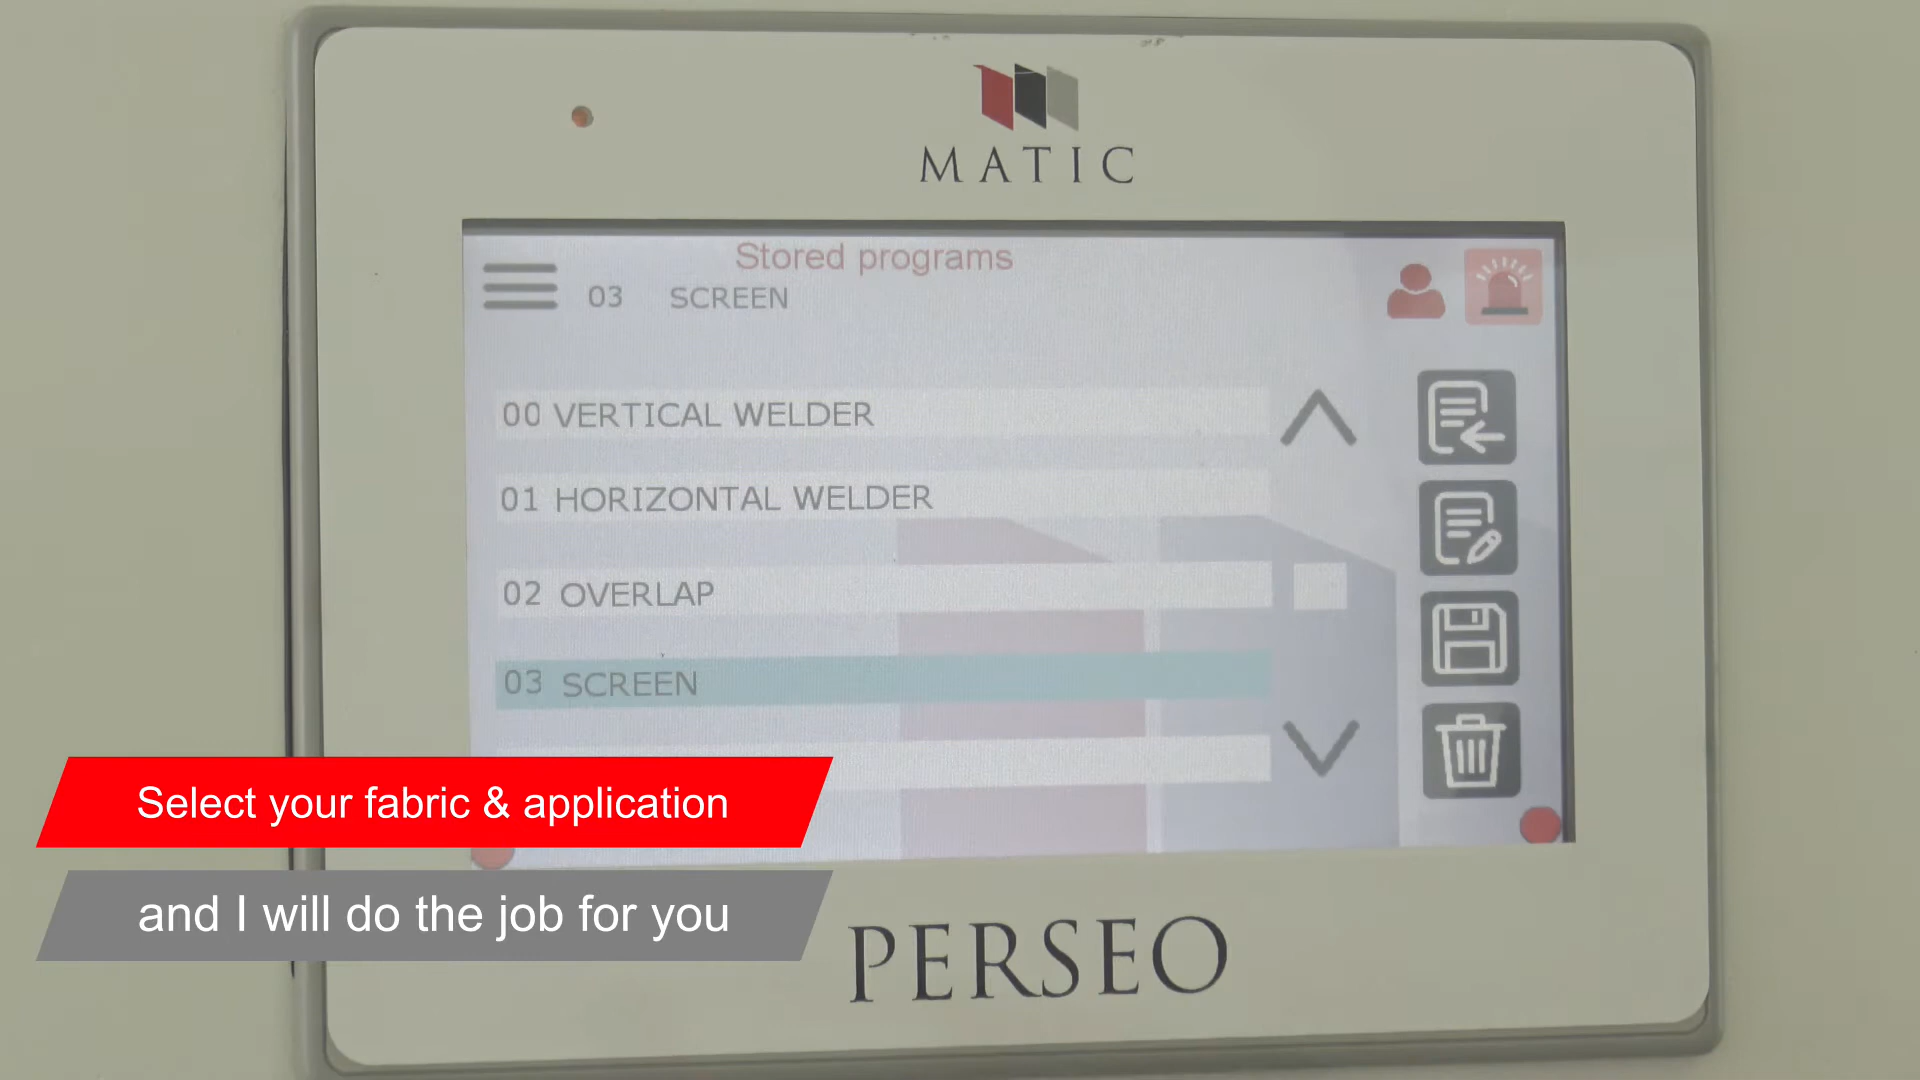 MATIC
Stored programs
03 SCREEN
00 VERTICAL WELDER
01 HORIZONTAL WELDER
02 OVERLAP
03 SCREEN
Select your fabric & application
and I will do the job for you
PERSEO